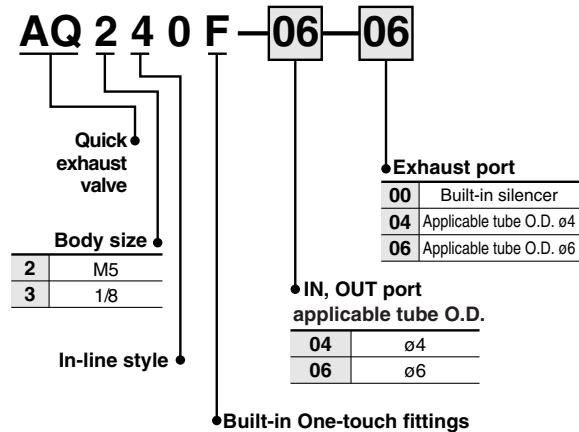 AQ 2 4 0 F-06-06
Quick
exhaust
valve
Exhaust port
00 Built-in silencer
04 Applicable tube O.D. ø4
06 Applicable tube O.D. ø6
Body size
2 M5
3 1/8
IN, OUT port
applicable tube O.D.
04 ø4
06 ø6
In-line style
Built-in One-touch fittings